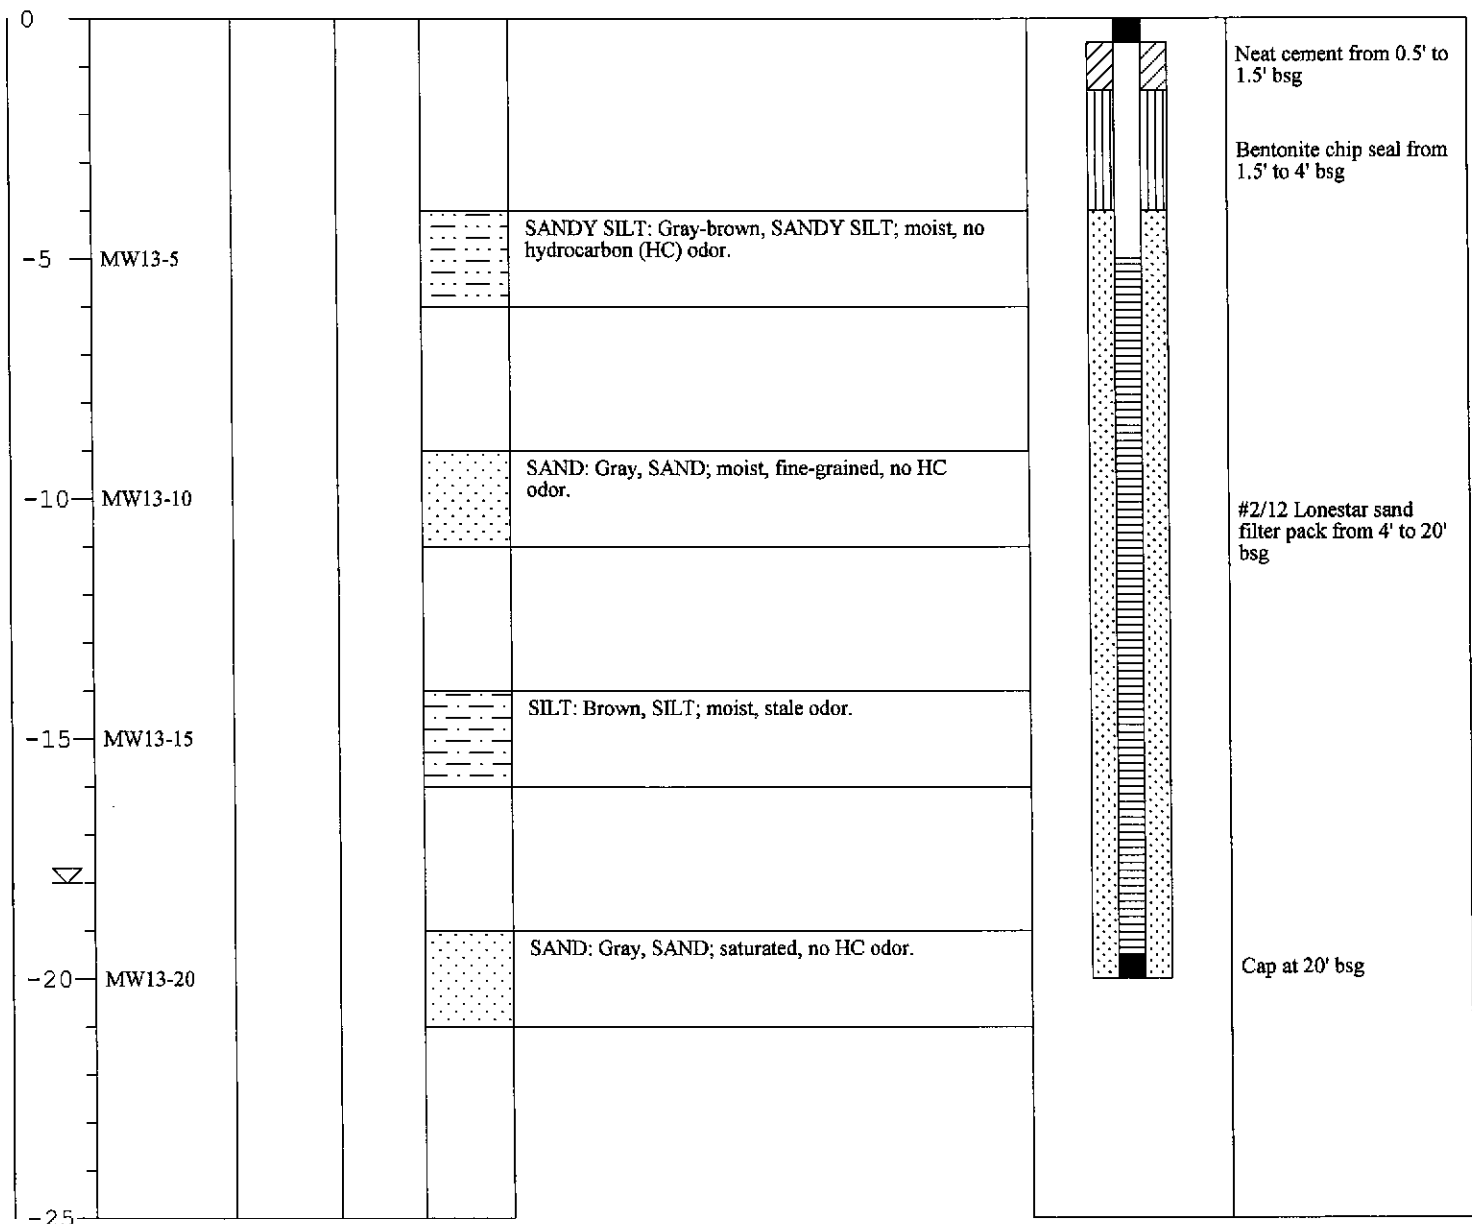 0
Neat cement from 0.5' to
1.5' bsg
Bentonite chip seal from
1.5' to 4' bsg
SANDY SILT: Gray-brown, SANDY SILT; moist, no
hydrocarbon (HC) odor.
-5
MW13-5
SAND: Gray, SAND; moist, fine-grained, no HC
odor.
-10
MW13-10
#2/12 Lonestar sand
filter pack from 4' to 20'
bsg
SILT: Brown, SILT; moist, stale odor.
-15
MW13-15
SAND: Gray, SAND; saturated, no HC odor.
-20
MW13-20
Cap at 20' bsg
-25